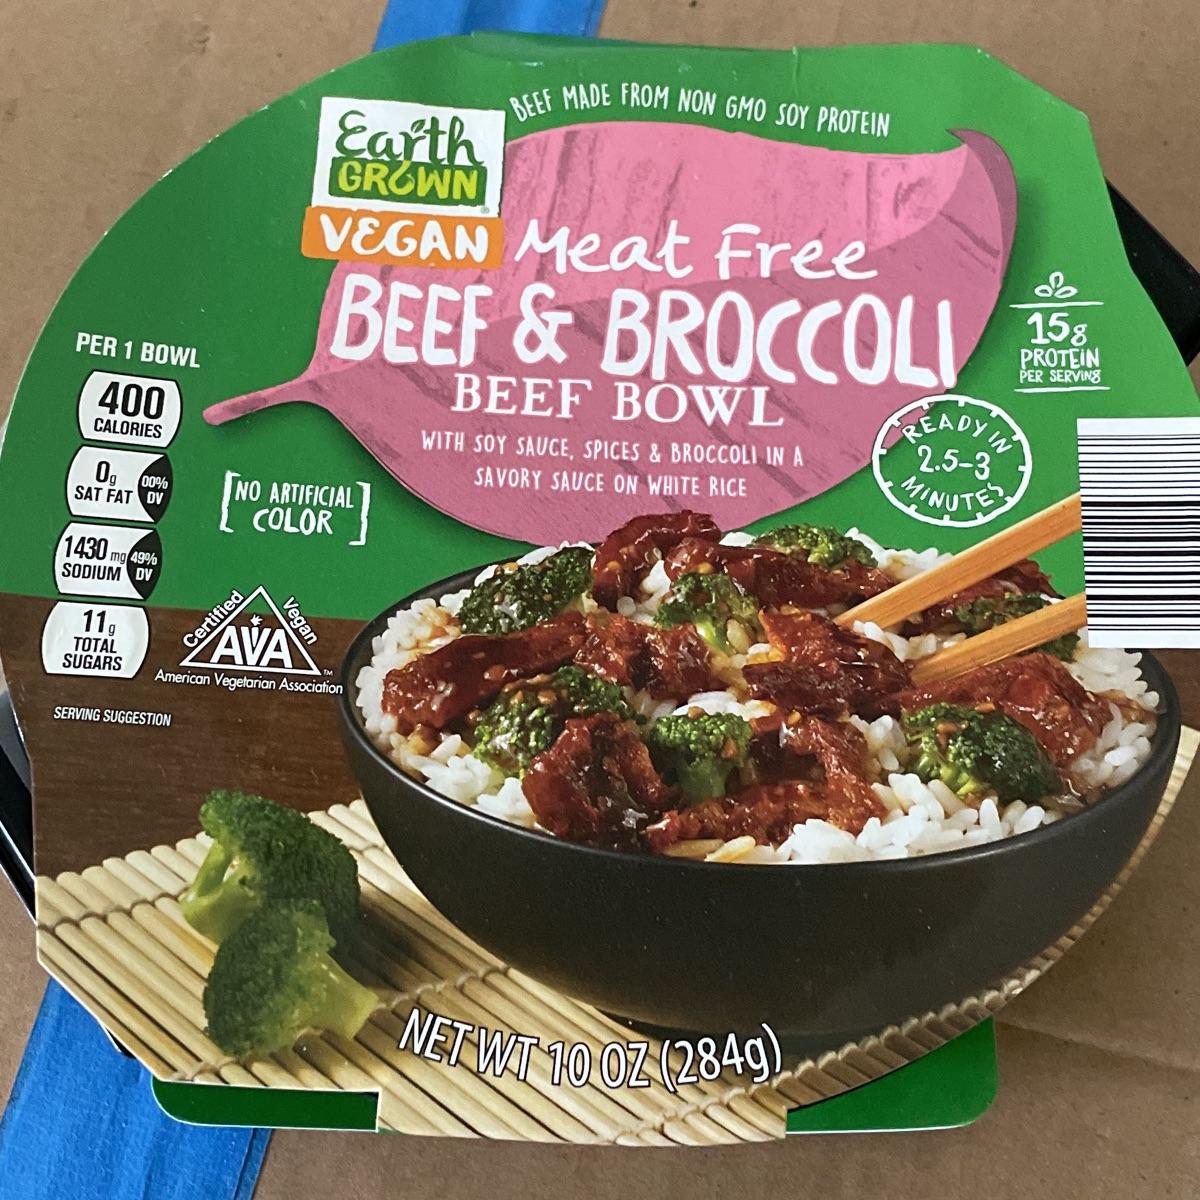 BEEF MADE FROM NON GMO SOY PROTEIN
Earth
GROWN
VEGAN
Meat Free
BEEF & BROCCOLI
BEEF BOWL
WITH SOY SAUCE, SPICES & BROCCOLI IN A
SAVORY SAUCE ON WHITE RICE
15g
PROTEIN
PER SERVING
READY IN
2.5-3
MINUTES
PER 1 BOWL
400
CALORIES
0g
SAT FAT
00%
DV
1430 mg
SODIUM
49%
DV
11g
TOTAL
SUGARS
[NO ARTIFICIAL
COLOR]
Certified Vegan
AVA™
American Vegetarian Association
SERVING SUGGESTION
NET WT 10 OZ (284g)